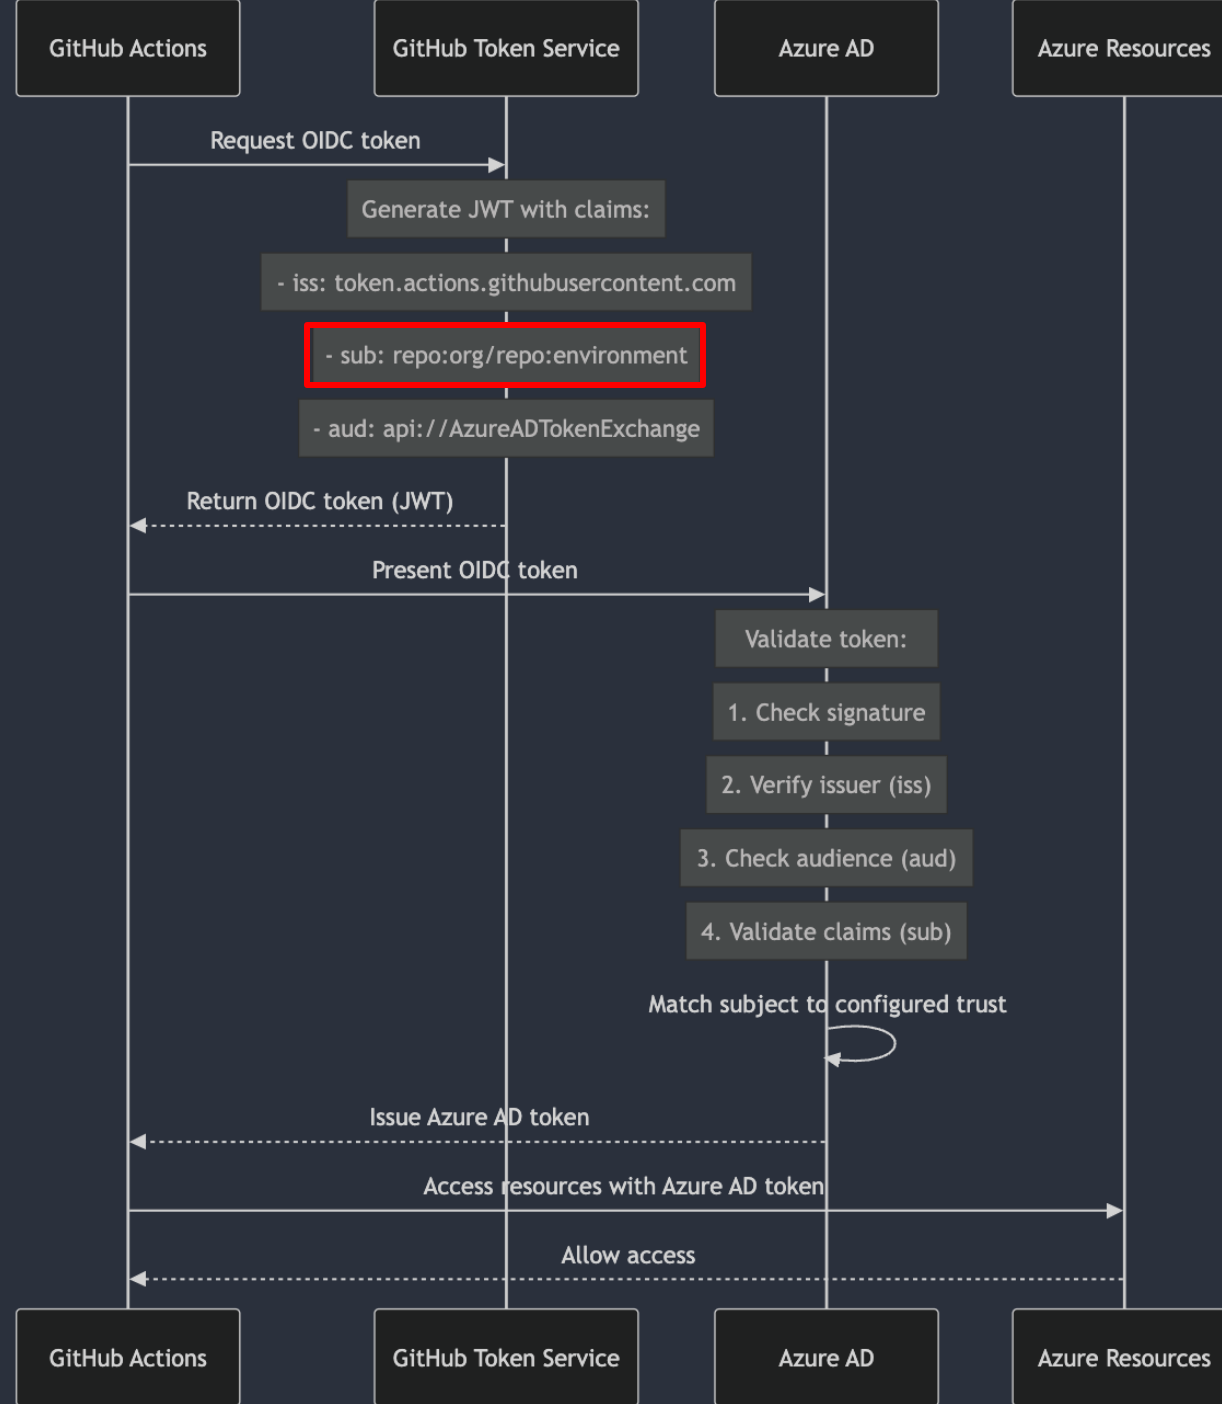 GitHub Actions
GitHub Token Service
Azure AD
Azure Resources
Request OIDC token
Generate JWT with claims:
- iss: token.actions.githubusercontent.com
- sub: repo:org/repo:environment
- aud: api://AzureADTokenExchange
Return OIDC token (JWT)
Present OIDC token
Validate token:
1. Check signature
2. Verify issuer (iss)
3. Check audience (aud)
4. Validate claims (sub)
Match subject to configured trust
Issue Azure AD token
Access resources with Azure AD token
Allow access
GitHub Actions
GitHub Token Service
Azure AD
Azure Resources